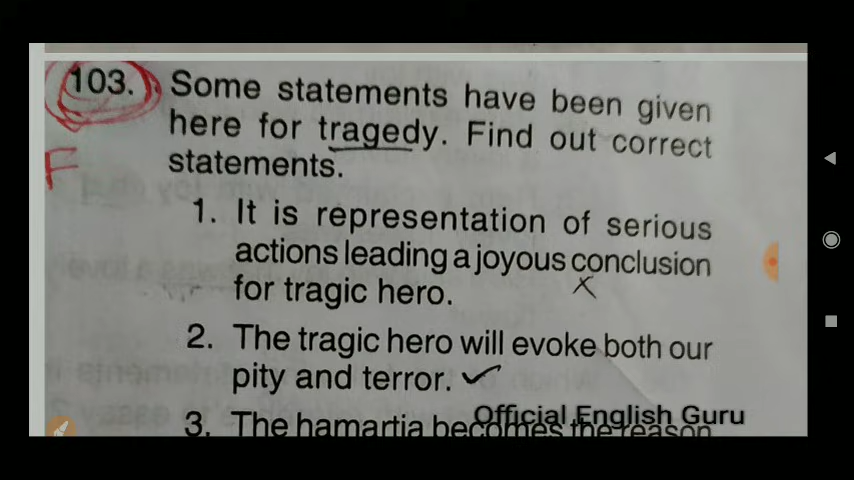 103. Some statements have been given
here for tragedy. Find out correct
F
statements.
1. It is representation of serious
actions leading a joyous conclusion
for tragic hero.
2. The tragic hero will evoke both our
pity and terror.
Official English Guru
3. The hamartia becomes the reason